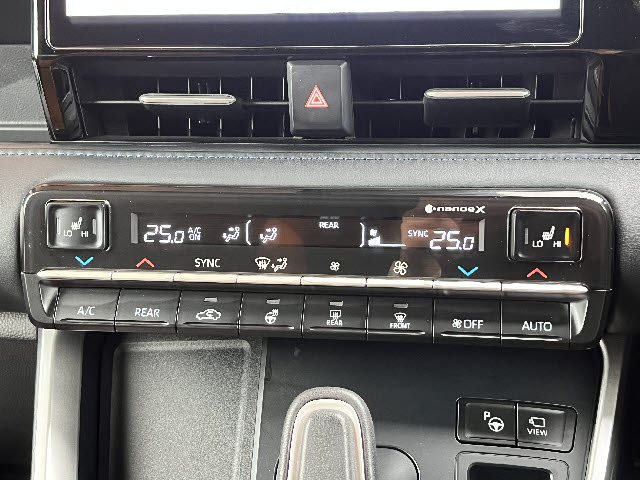 nanoeX
LO HI
25.0 A/C ON
REAR
SYNC 25.0
LO HI
SYNC
A/C
REAR
REAR
FRONT
OFF
AUTO
P
VIEW